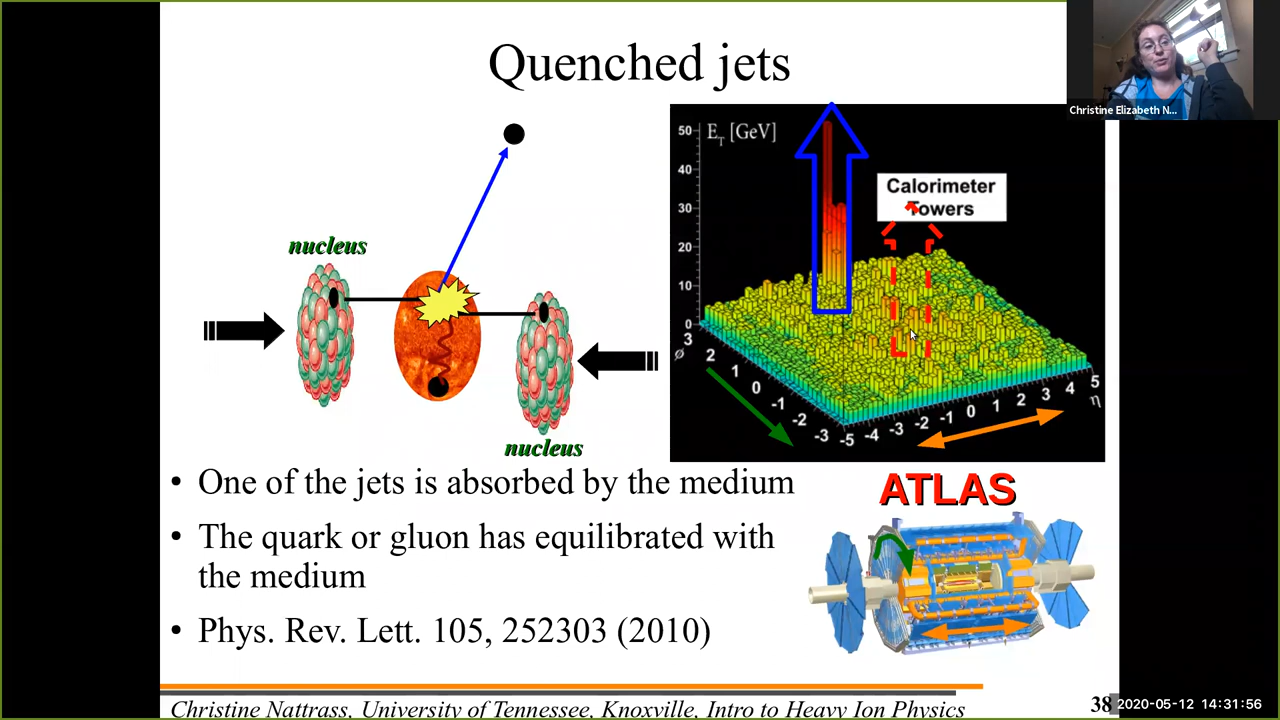 Quenched jets
Christine Elizabeth N...
nucleus
nucleus
E_T [GeV]
50
40
30
20
10
0
Calorimeter
Towers
3
2
1
0
-1
-2
-3
ϕ
-5
-4
-3
-2
-1
0
1
2
3
4
5
η
• One of the jets is absorbed by the medium
• The quark or gluon has equilibrated with
the medium
• Phys. Rev. Lett. 105, 252303 (2010)
ATLAS
Christine Nattrass, University of Tennessee, Knoxville, Intro to Heavy Ion Physics
38
2020-05-12 14:31:56